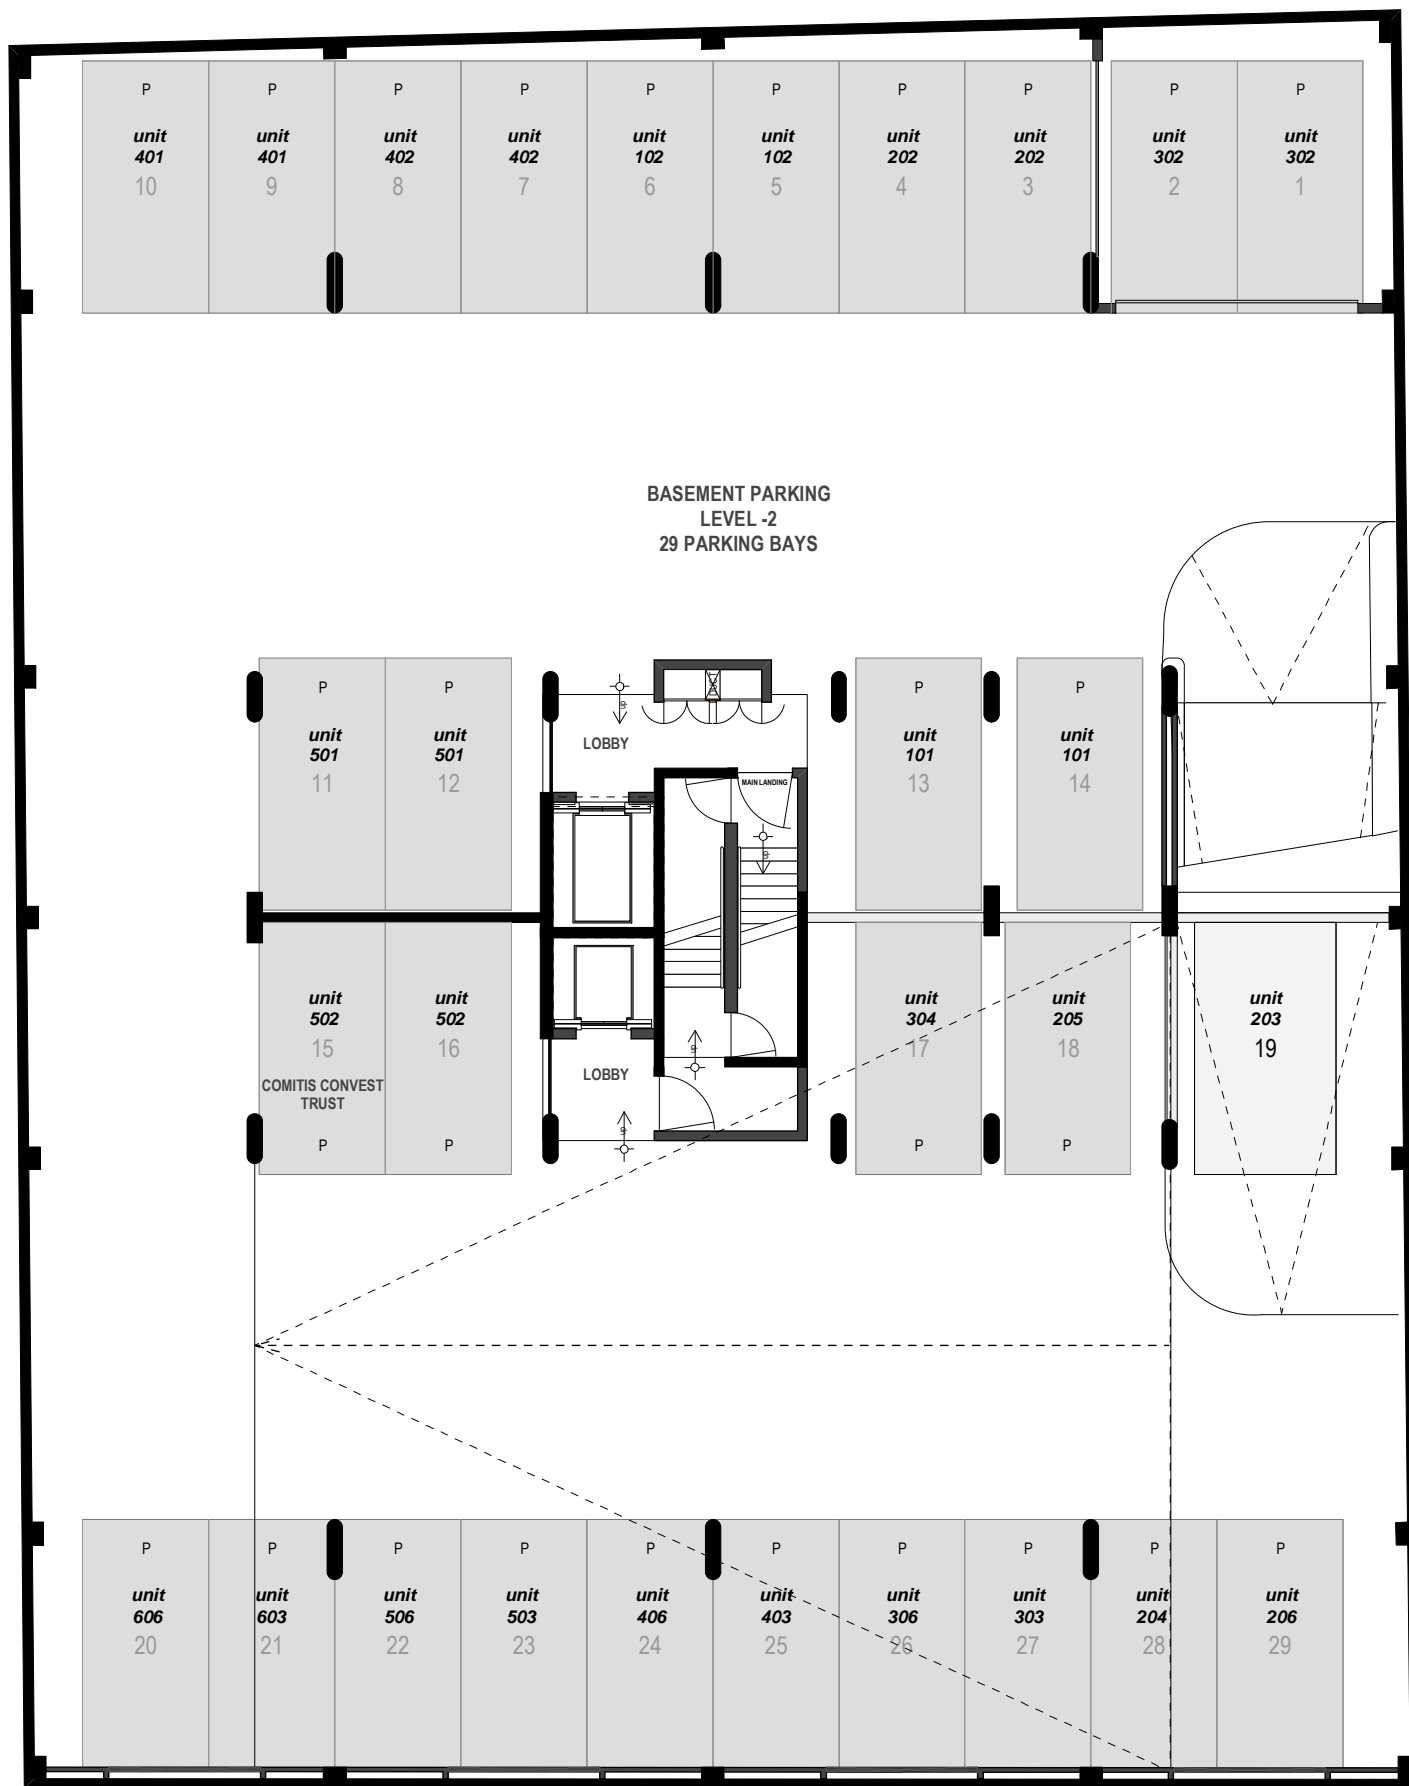 P P P P P P P P P P
unit unit unit unit unit unit unit unit unit unit
401 401 402 402 102 102 202 202 302 302
10 9 8 7 6 5 4 3 2 1
BASEMENT PARKING
LEVEL -2
29 PARKING BAYS
P P P P
unit unit unit unit
501 501 101 101
11 12 13 14
up
LOBBY
MAIN LANDING
up
unit unit unit unit unit
502 502 304 205 203
15 16 17 18 19
COMITIS CONVEST
TRUST
up
LOBBY
up
P P P P
P P P P P P P P P P
unit unit unit unit unit unit unit unit unit unit
606 603 506 503 406 403 306 303 204 206
20 21 22 23 24 25 26 27 28 29